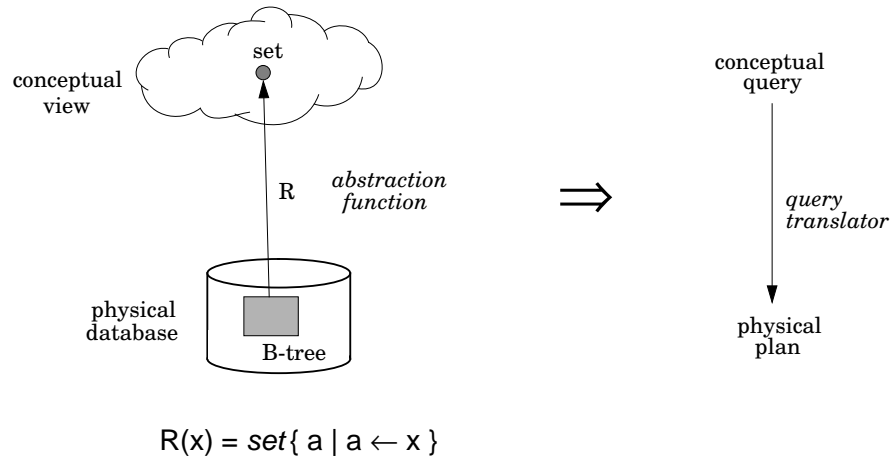 set
conceptual
view
R
abstraction
function
physical
database
B-tree
⇒
conceptual
query
query
translator
physical
plan
R(x) = set{ a | a ← x }